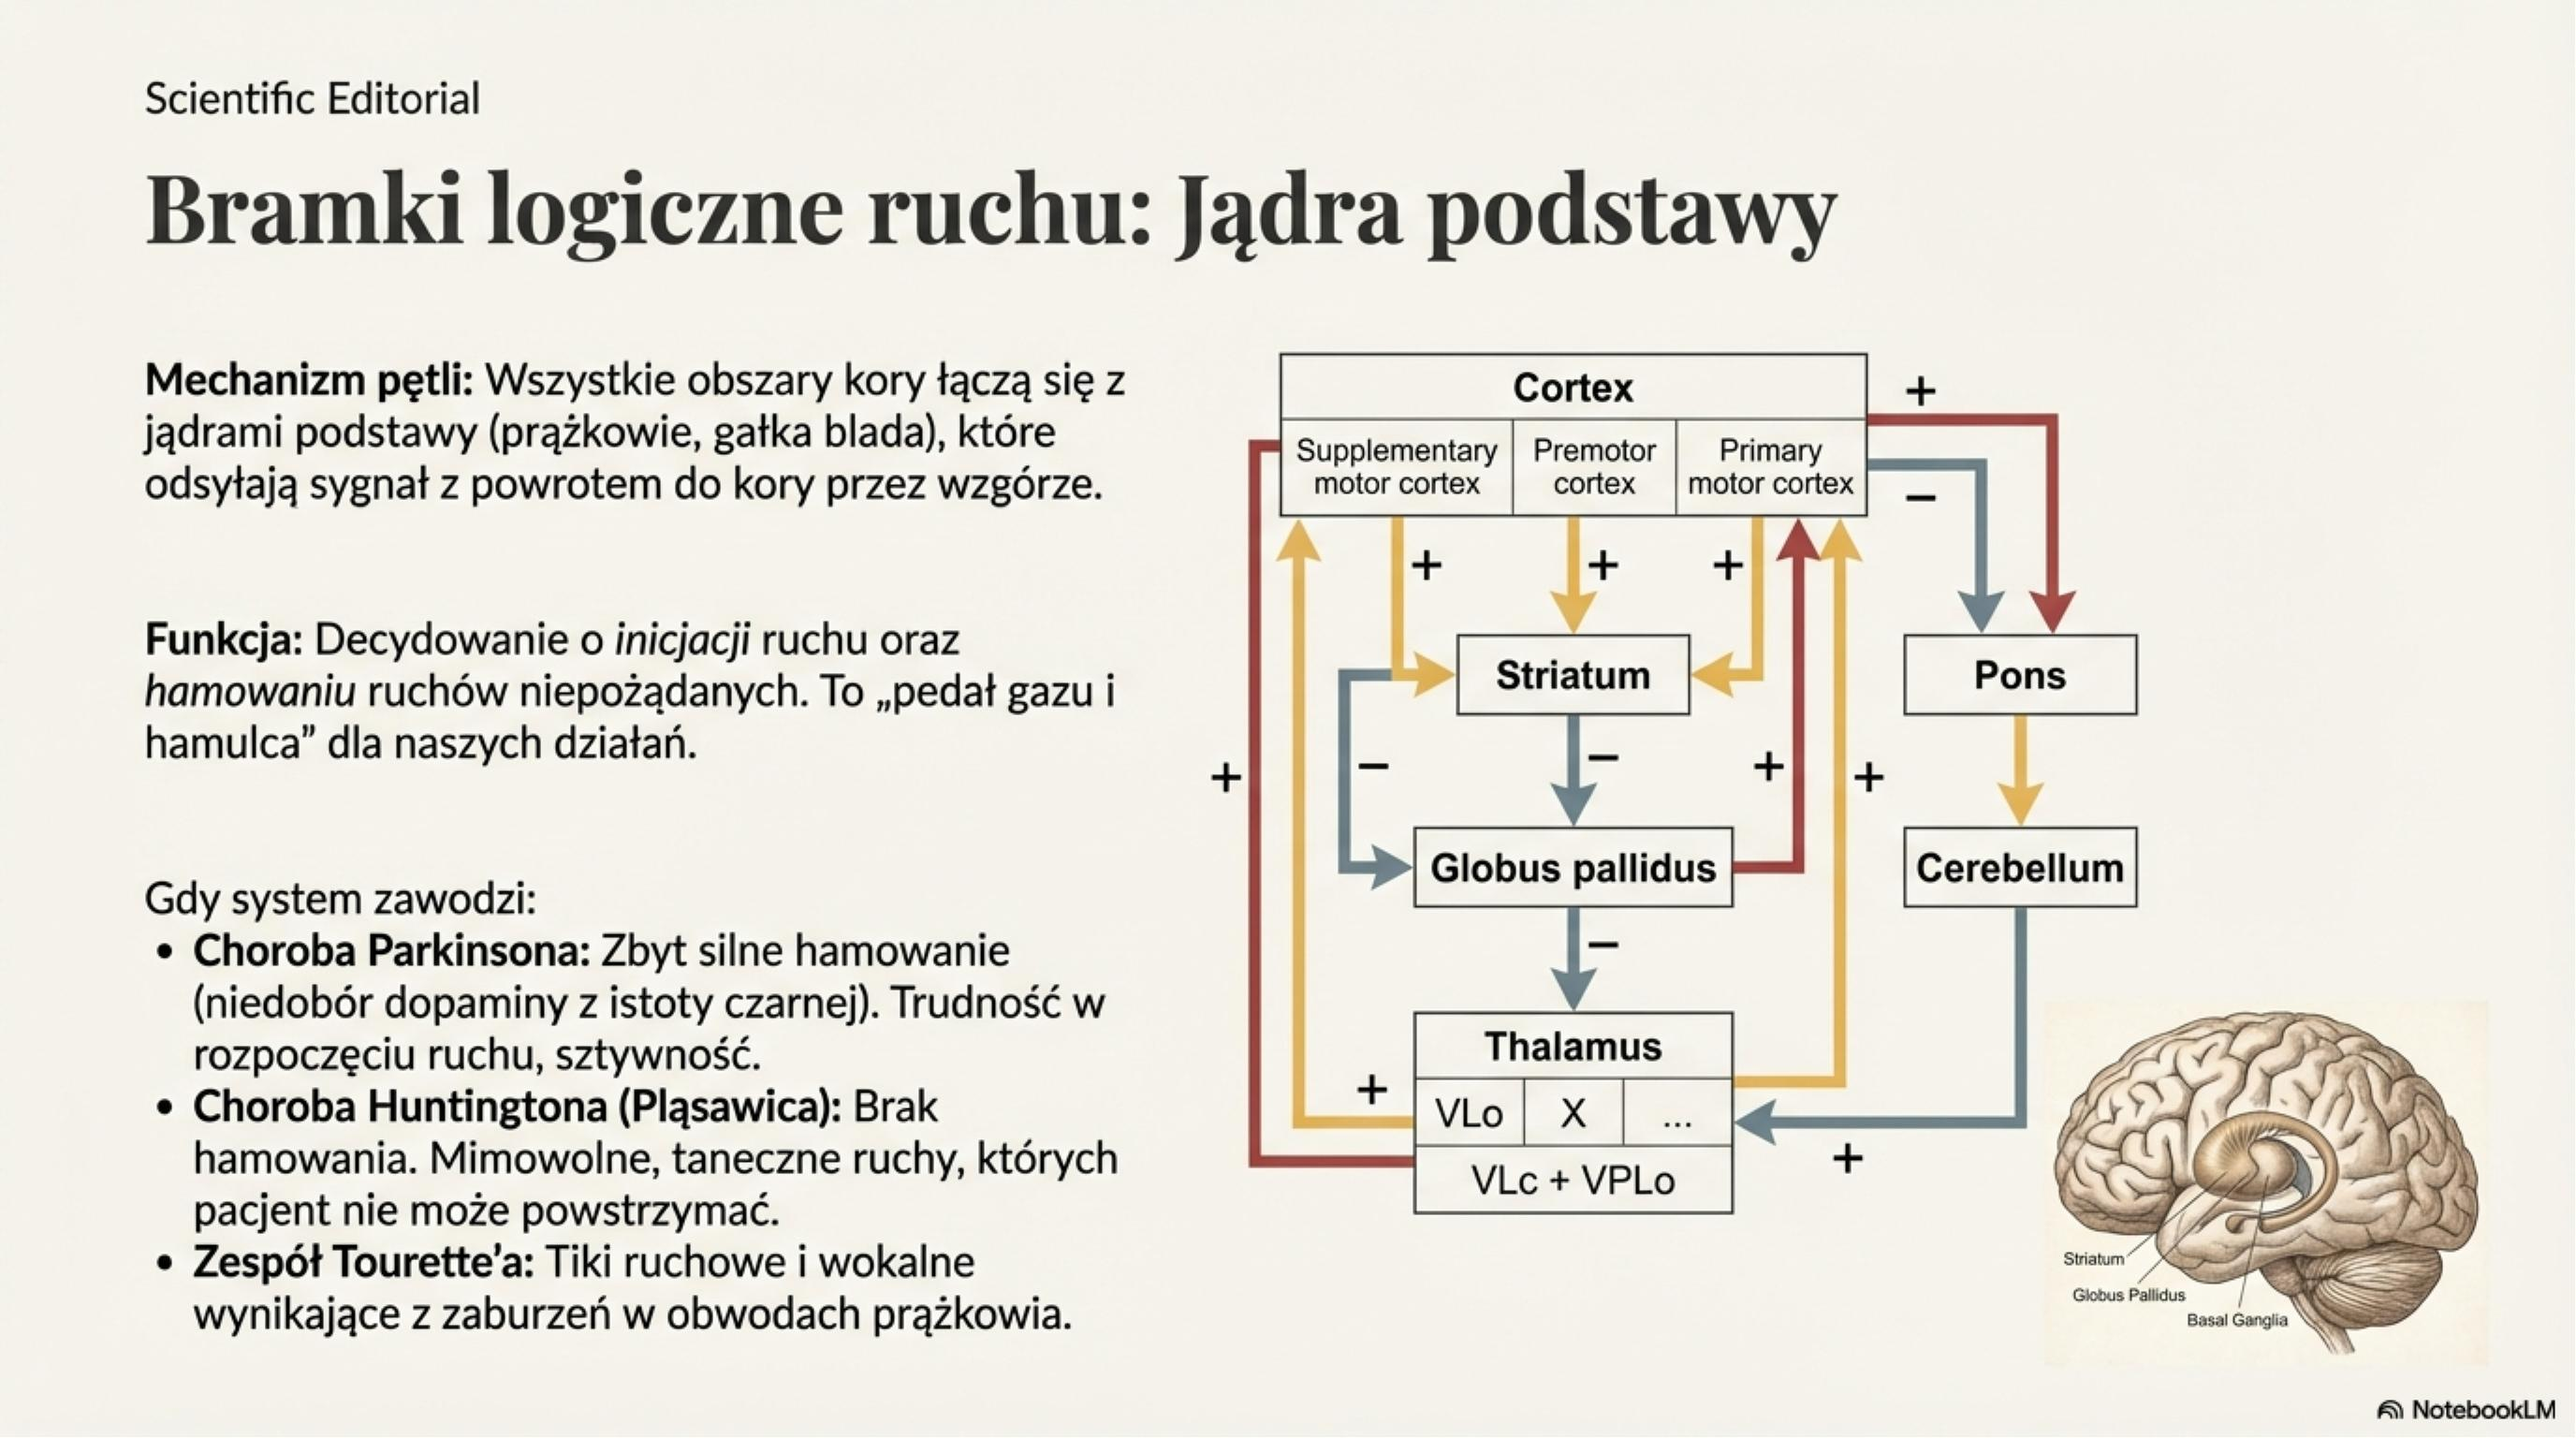 Scientific Editorial
Bramki logiczne ruchu: Jądra podstawy
Mechanizm pętli: Wszystkie obszary kory łączą się z
jądrami podstawy (prążkowie, gałka blada), które
odsyłają sygnał z powrotem do kory przez wzgórze.
Funkcja: Decydowanie o inicjacji ruchu oraz
hamowaniu ruchów niepożądanych. To „pedał gazu i
hamulca” dla naszych działań.
Gdy system zawodzi:
• Choroba Parkinsona: Zbyt silne hamowanie
(niedobór dopaminy z istoty czarnej). Trudność w
rozpoczęciu ruchu, sztywność.
• Choroba Huntingtona (Pląsawica): Brak
hamowania. Mimowolne, taneczne ruchy, których
pacjent nie może powstrzymać.
• Zespół Tourette’a: Tiki ruchowe i wokalne
wynikające z zaburzeń w obwodach prążkowia.
Cortex
Supplementary
motor cortex
Premotor
cortex
Primary
motor cortex
+
−
+
+
+
Striatum
Pons
+
−
−
+
+
Globus pallidus
Cerebellum
−
Thalamus
+
VLo
X
...
+
VLc + VPLo
Striatum
Globus Pallidus
Basal Ganglia
NotebookLM